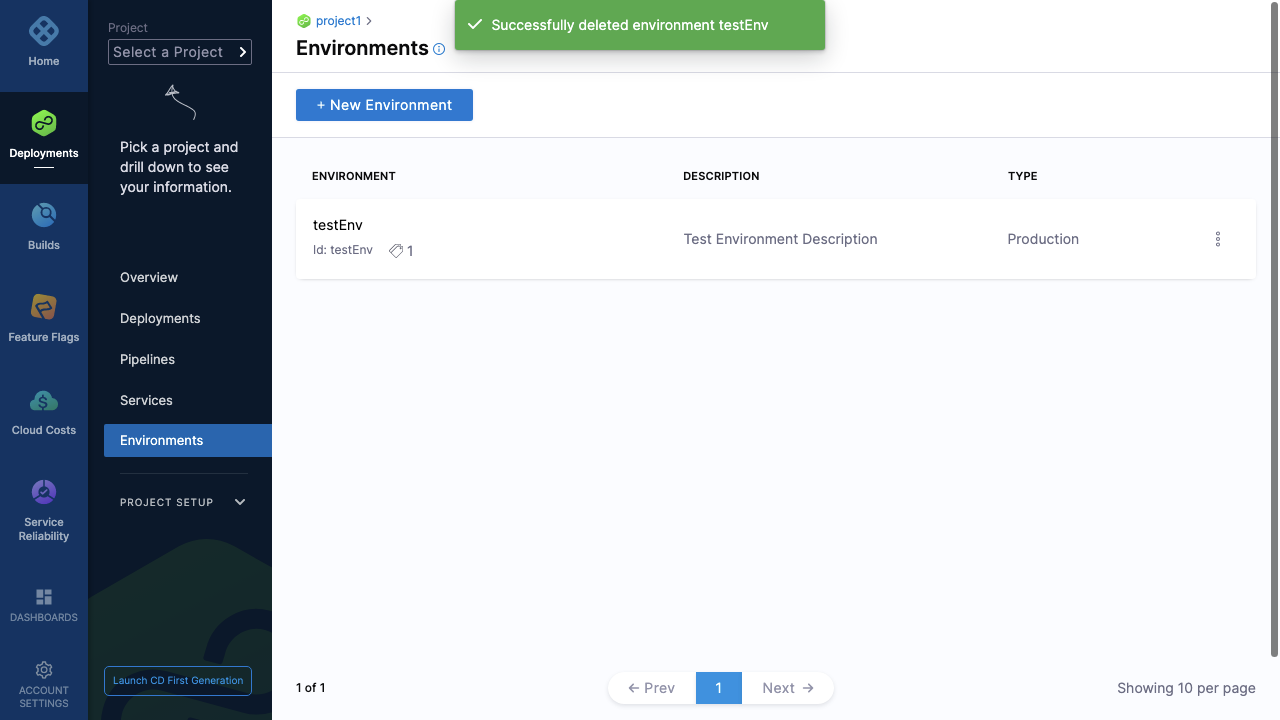 Home
Deployments
Builds
Feature Flags
Cloud Costs
Service
Reliability
DASHBOARDS
ACCOUNT
SETTINGS
Project
Select a Project
Pick a project and
drill down to see
your information.
Overview
Deployments
Pipelines
Services
Environments
PROJECT SETUP
Launch CD First Generation
project1
Environments
Successfully deleted environment testEnv
+ New Environment
ENVIRONMENT DESCRIPTION TYPE
testEnv
Id: testEnv 1
Test Environment Description
Production
1 of 1
Prev 1 Next
Showing 10 per page